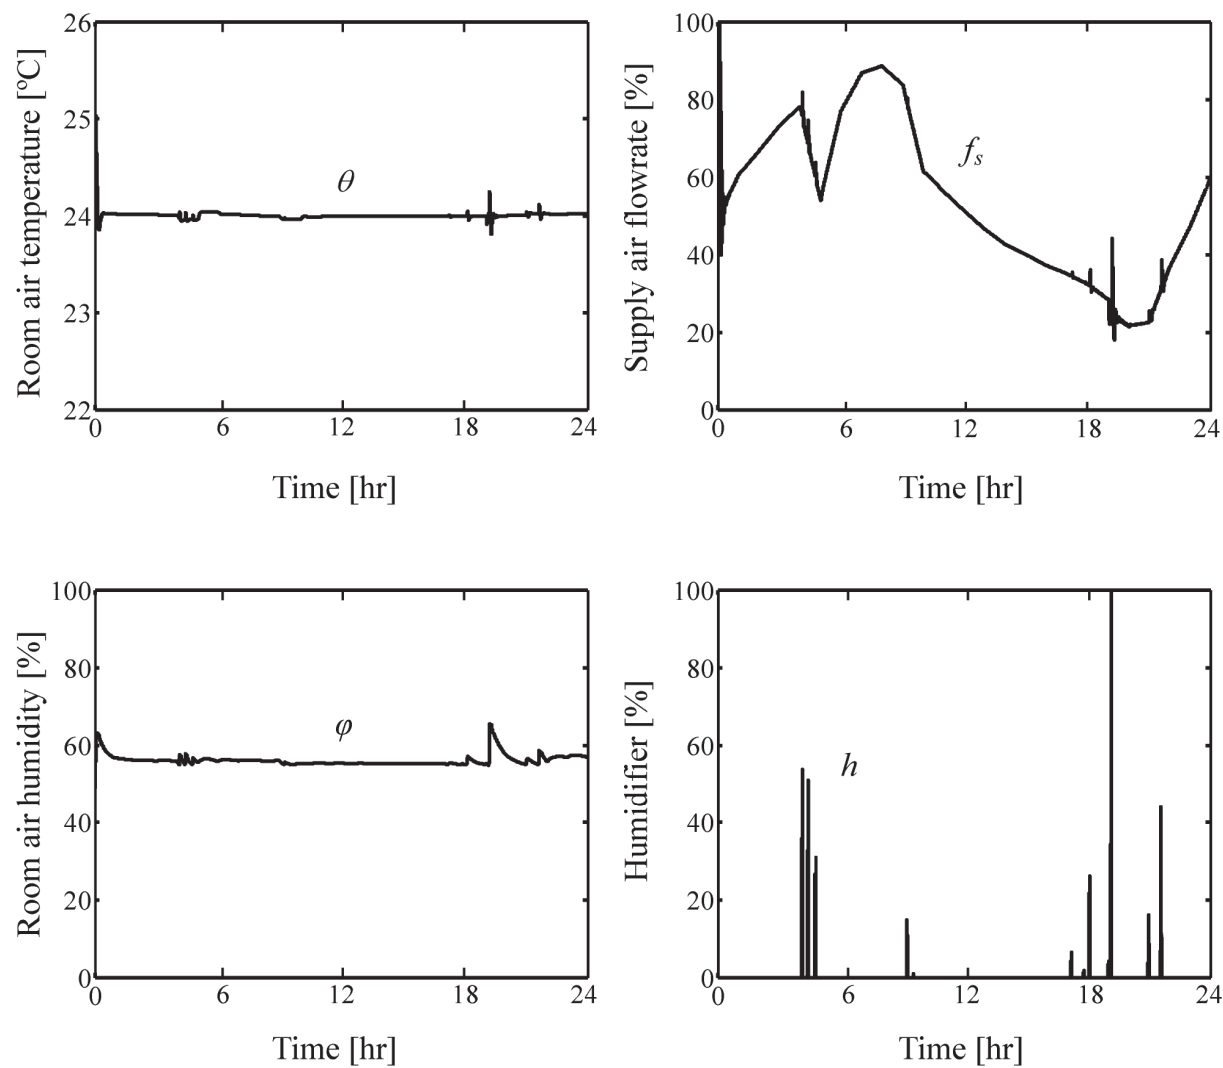 Room air temperature [ºC]
26
25
24
23
22
θ
0 6 12 18 24
Time [hr]
Supply air flowrate [%]
100
80
60
40
20
0
fs
0 6 12 18 24
Time [hr]
Room air humidity [%]
100
80
60
40
20
0
φ
0 6 12 18 24
Time [hr]
Humidifier [%]
100
80
60
40
20
0
h
0 6 12 18 24
Time [hr]